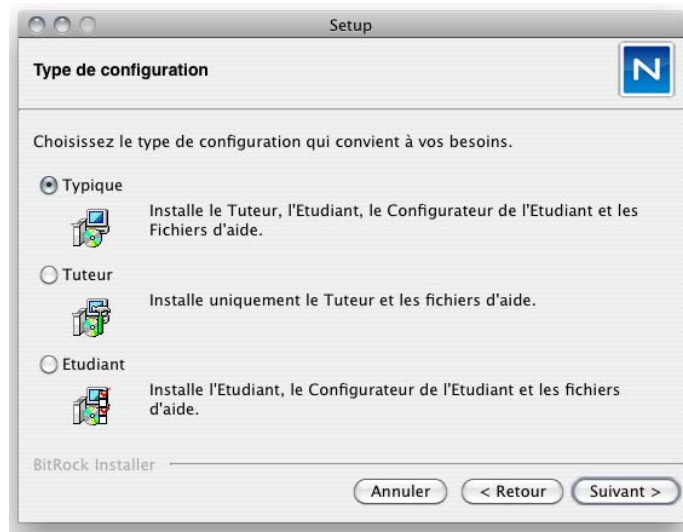 Setup
Type de configuration
N
Choisissez le type de configuration qui convient à vos besoins.
Typique
Installe le Tuteur, l'Etudiant, le Configurateur de l'Etudiant et les
Fichiers d'aide.
Tuteur
Installe uniquement le Tuteur et les fichiers d'aide.
Etudiant
Installe l'Etudiant, le Configurateur de l'Etudiant et les fichiers
d'aide.
BitRock Installer
Annuler < Retour Suivant >